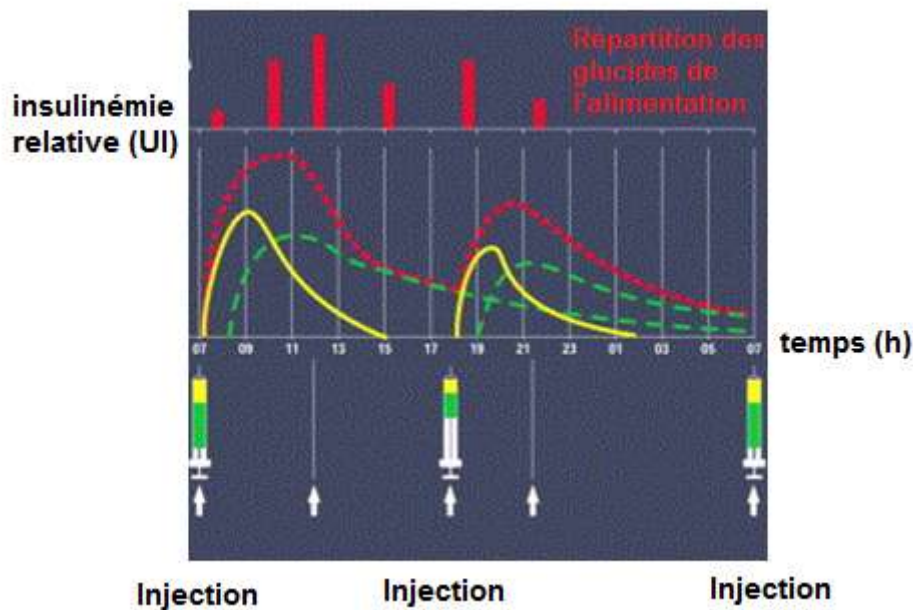 Répartition des
glucides de
l'alimentation
insulinémie
relative (UI)
07 09 11 13 15 17 19 21 23 01 03 05 07
temps (h)
Injection Injection Injection